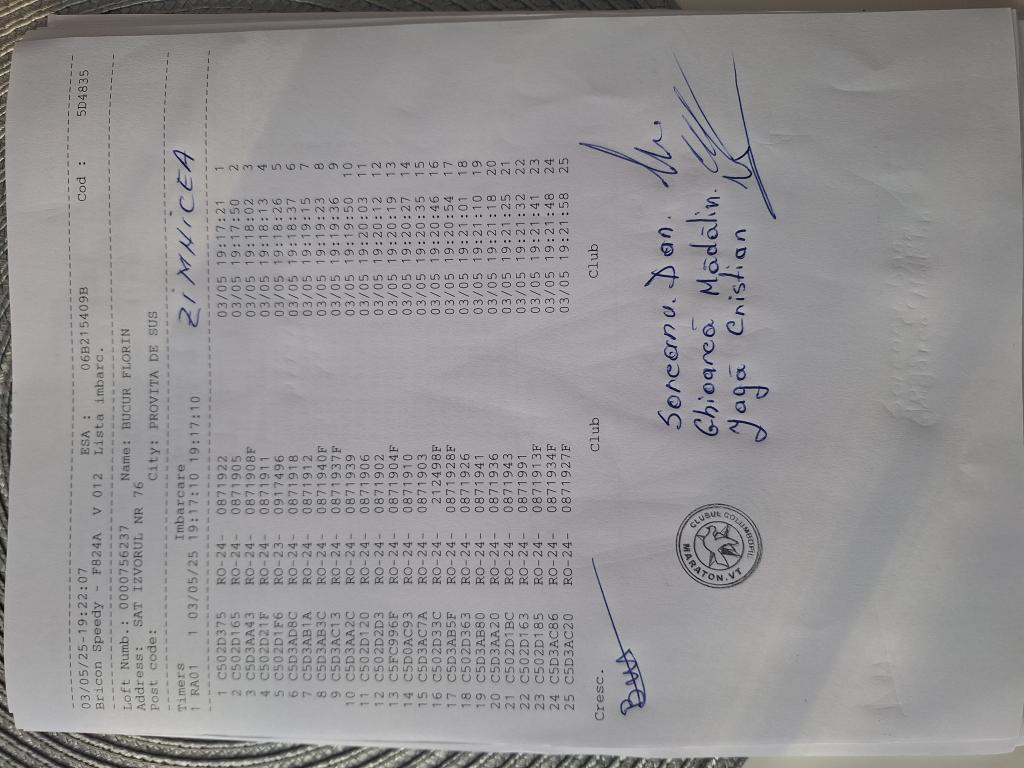 03/05/25-19:22:07 ESA : 06B215409B Cod : 5D4835
Bricon Speedy - F824A V 012 Lista imbarc.
Loft Numb.: 0000756237 Name: BUCUR FLORIN
Address: SAT IZVORUL NR 76 City: PROVITA DE SUS
Post code:
Timers Imbarcare ZIMNICEA
RA01 1 03/05/25 19:17:10 19:17:10
1 C502D375 RO-24- 0871922 03/05 19:17:21 1
2 C502D165 RO-24- 0871905 03/05 19:17:50 2
3 C5D3AA43 RO-24- 0871908F 03/05 19:18:02 3
4 C502D21F RO-24- 0871911 03/05 19:18:13 4
5 C502D1F6 RO-23- 0917496 03/05 19:18:26 5
6 C5D3AD8C RO-24- 0871918 03/05 19:18:37 6
7 C5D3AB1A RO-24- 0871912 03/05 19:19:15 7
8 C5D3AB3C RO-24- 0871940F 03/05 19:19:23 8
9 C5D3AC13 RO-24- 0871937F 03/05 19:19:36 9
10 C5D3AA2C RO-24- 0871939 03/05 19:19:50 10
11 C502D120 RO-24- 0871906 03/05 19:20:03 11
12 C502D2D3 RO-24- 0871902 03/05 19:20:12 12
13 C5FC996F RO-24- 0871904F 03/05 19:20:19 13
14 C5D0AC93 RO-24- 0871910 03/05 19:20:27 14
15 C5D3AC7A RO-24- 0871903 03/05 19:20:35 15
16 C502D33C RO-24- 212498F 03/05 19:20:46 16
17 C5D3AB5F RO-24- 0871928F 03/05 19:20:54 17
18 C502D363 RO-24- 0871926 03/05 19:21:01 18
19 C5D3AB80 RO-24- 0871941 03/05 19:21:10 19
20 C5D3AA20 RO-24- 0871936 03/05 19:21:18 20
21 C502D1BC RO-24- 0871943 03/05 19:21:25 21
22 C502D163 RO-24- 0871991 03/05 19:21:32 22
23 C502D185 RO-24- 0871913F 03/05 19:21:41 23
24 C5D3AC86 RO-24- 0871934F 03/05 19:21:48 24
25 C5D3AC20 RO-24- 0871927F 03/05 19:21:58 25
Cresc. Club Club
Ghioarcă Mădălin.
Cristian
CLUBUL COLUMBOFIL
MARATON.VT